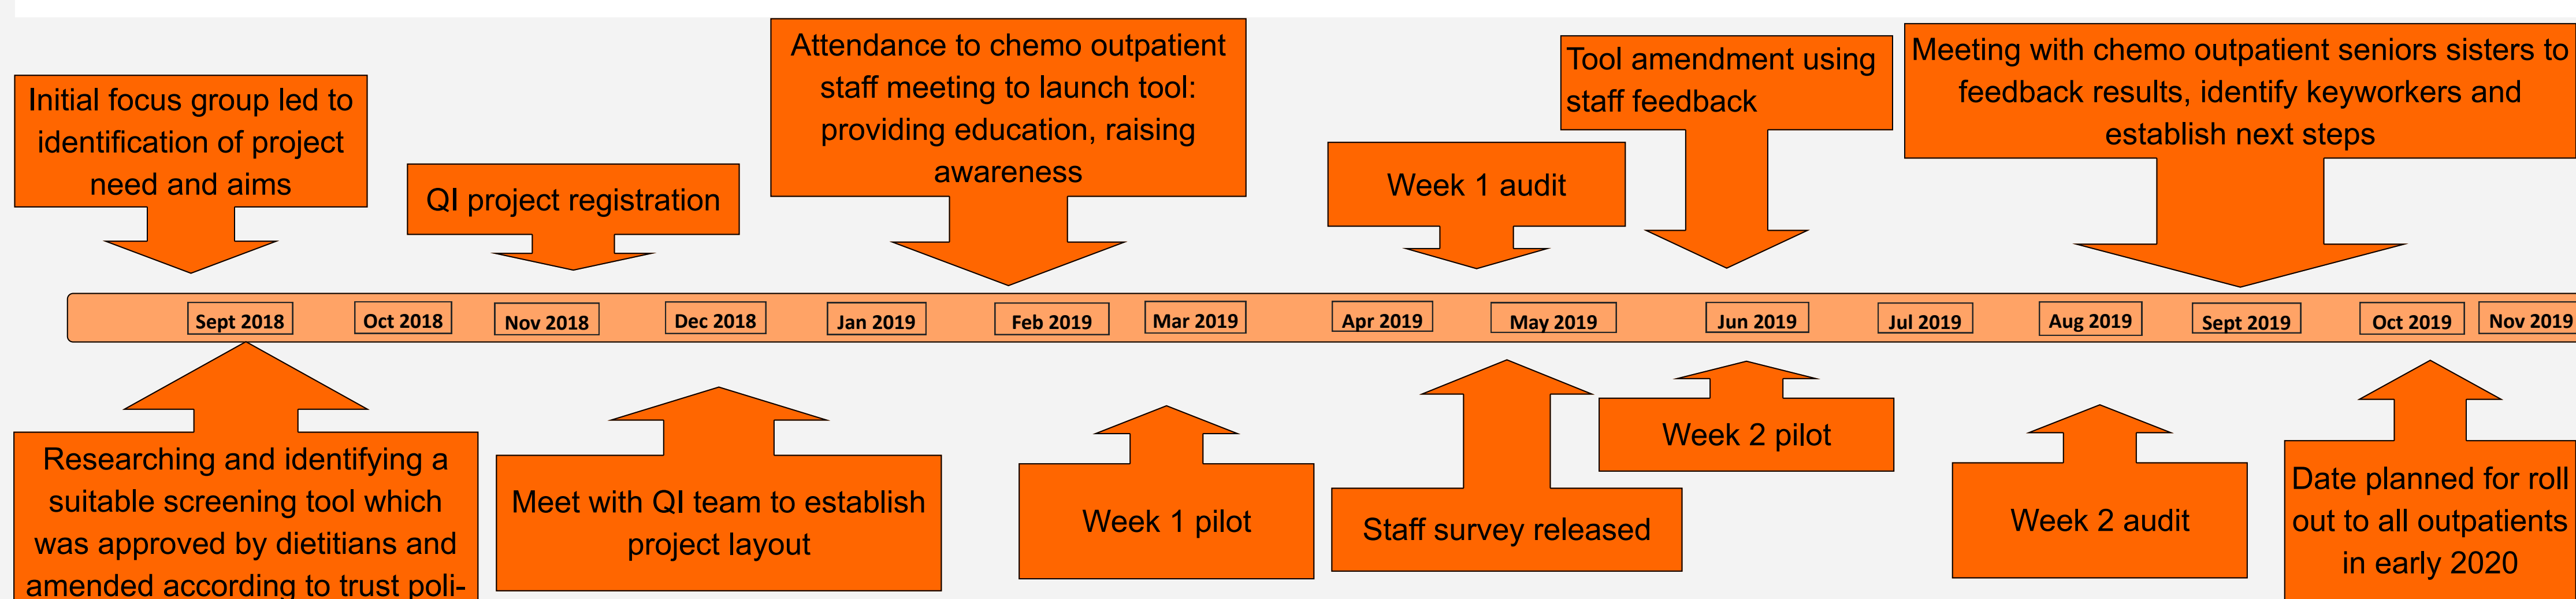 Initial focus group led to
identification of project
need and aims
QI project registration
Attendance to chemo outpatient
staff meeting to launch tool:
providing education, raising
awareness
Week 1 audit
Tool amendment using
staff feedback
Meeting with chemo outpatient seniors sisters to
feedback results, identify keyworkers and
establish next steps
Sept 2018
Oct 2018
Nov 2018
Dec 2018
Jan 2019
Feb 2019
Mar 2019
Apr 2019
May 2019
Jun 2019
Jul 2019
Aug 2019
Sept 2019
Oct 2019
Nov 2019
Researching and identifying a
suitable screening tool which
was approved by dietitians and
amended according to trust poli-
Meet with QI team to establish
project layout
Week 1 pilot
Staff survey released
Week 2 pilot
Week 2 audit
Date planned for roll
out to all outpatients
in early 2020